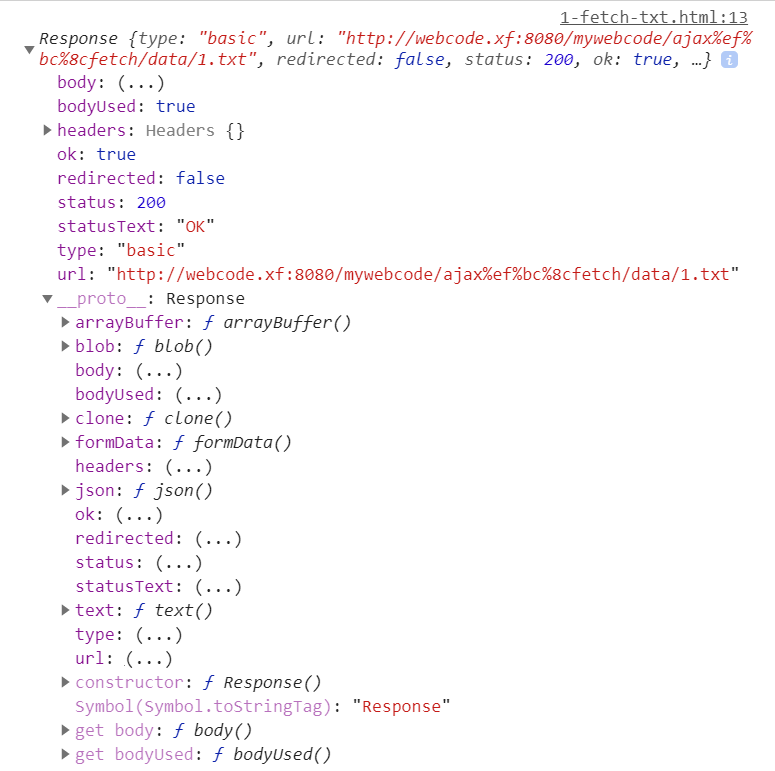 1-fetch-txt.html:13
Response {type: "basic", url: "http://webcode.xf:8080/mywebcode/ajax%ef%
bc%8cfetch/data/1.txt", redirected: false, status: 200, ok: true, …} i
body: (...)
bodyUsed: true
headers: Headers {}
ok: true
redirected: false
status: 200
statusText: "OK"
type: "basic"
url: "http://webcode.xf:8080/mywebcode/ajax%ef%bc%8cfetch/data/1.txt"
__proto__: Response
arrayBuffer: ƒ arrayBuffer()
blob: ƒ blob()
body: (...)
bodyUsed: (...)
clone: ƒ clone()
formData: ƒ formData()
headers: (...)
json: ƒ json()
ok: (...)
redirected: (...)
status: (...)
statusText: (...)
text: ƒ text()
type: (...)
url: (...)
constructor: ƒ Response()
Symbol(Symbol.toStringTag): "Response"
get body: ƒ body()
get bodyUsed: ƒ bodyUsed()